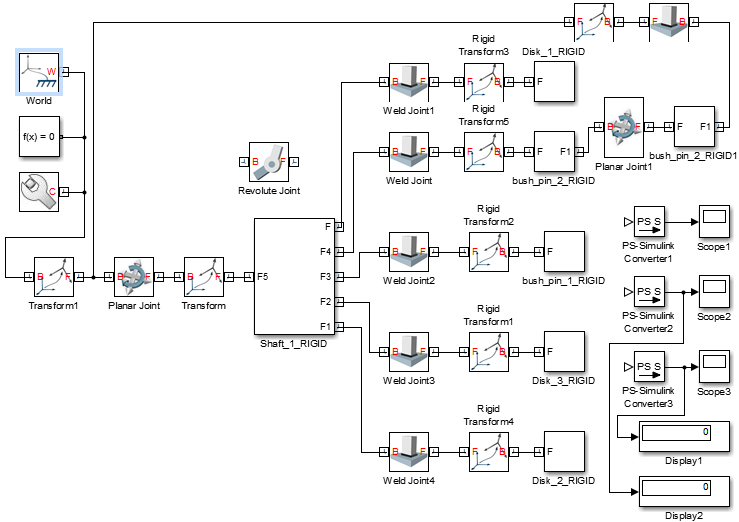 W
World
f(x) = 0
C
B F
Transform1
B F
Planar Joint
B F
Transform
B F
Revolute Joint
F5
F
F4
F3
F2
F1
Shaft_1_RIGID
B F
Weld Joint1
Rigid
Transform3
F B
F
Disk_1_RIGID
F B
F B
B F
Weld Joint
Rigid
Transform5
F B
F F1
bush_pin_2_RIGID
B F
Planar Joint1
F F1
bush_pin_2_RIGID1
B F
Weld Joint2
Rigid
Transform2
F B
F
bush_pin_1_RIGID
B F
Weld Joint3
Rigid
Transform1
F B
F
Disk_3_RIGID
B F
Weld Joint4
Rigid
Transform4
F B
F
Disk_2_RIGID
PS S
PS-Simulink
Converter1
Scope1
PS S
PS-Simulink
Converter2
Scope2
PS S
PS-Simulink
Converter3
Scope3
0
Display1
0
Display2